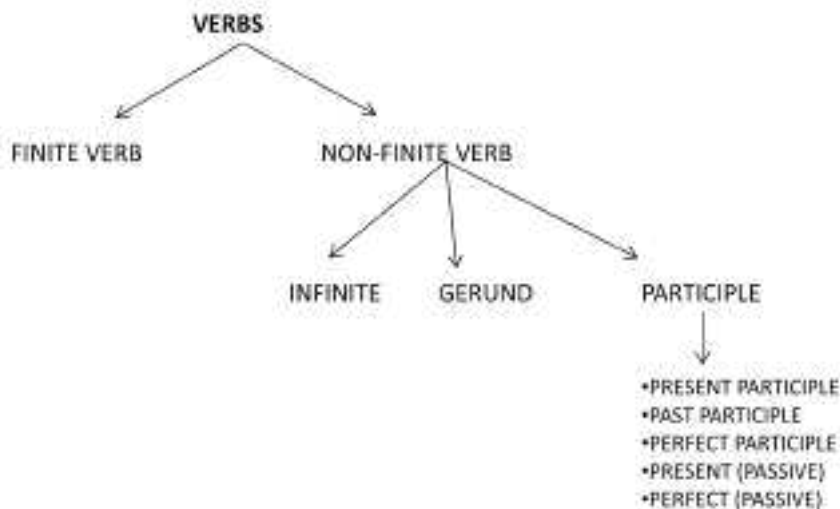 VERBS
FINITE VERB
NON-FINITE VERB
INFINITE
GERUND
PARTICIPLE
•PRESENT PARTICIPLE
•PAST PARTICIPLE
•PERFECT PARTICIPLE
•PRESENT (PASSIVE)
•PERFECT (PASSIVE)